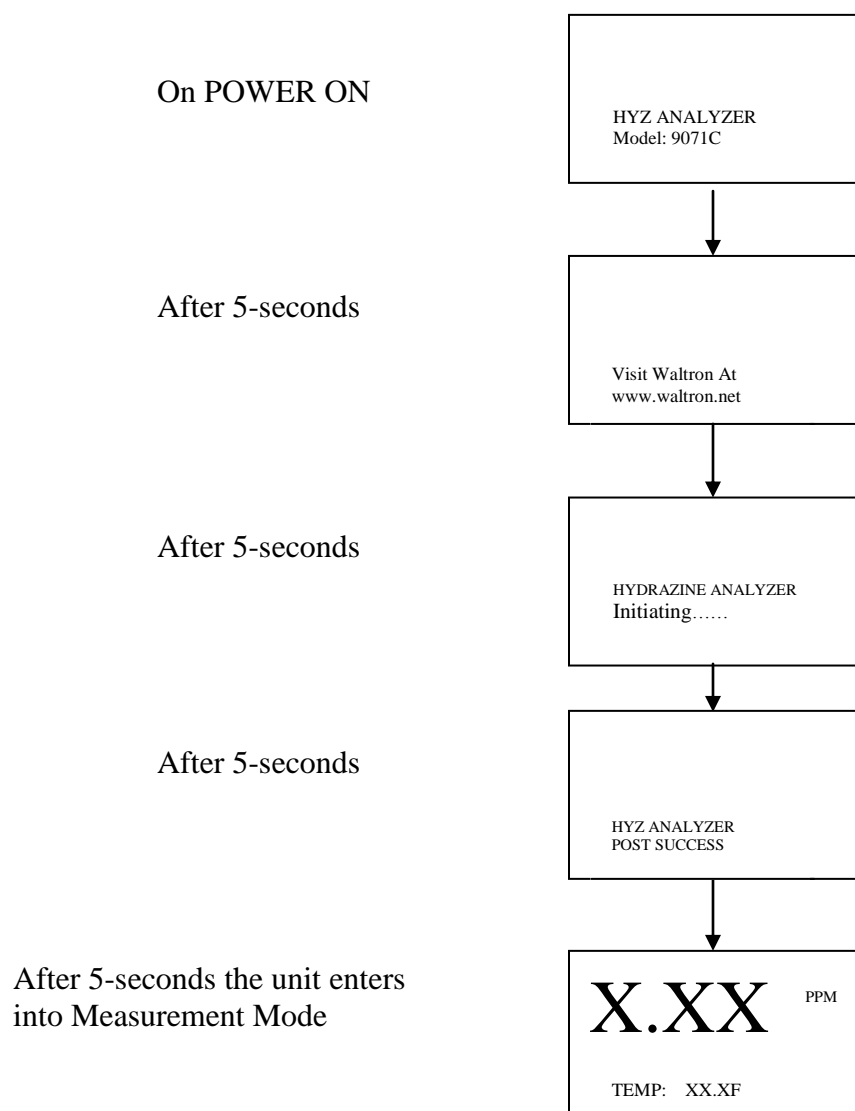 On POWER ON
HYZ ANALYZER
Model: 9071C
After 5-seconds
Visit Waltron At
www.waltron.net
After 5-seconds
HYDRAZINE ANALYZER
Initiating……
After 5-seconds
HYZ ANALYZER
POST SUCCESS
After 5-seconds the unit enters
into Measurement Mode
X.XX PPM
TEMP: XX.XF